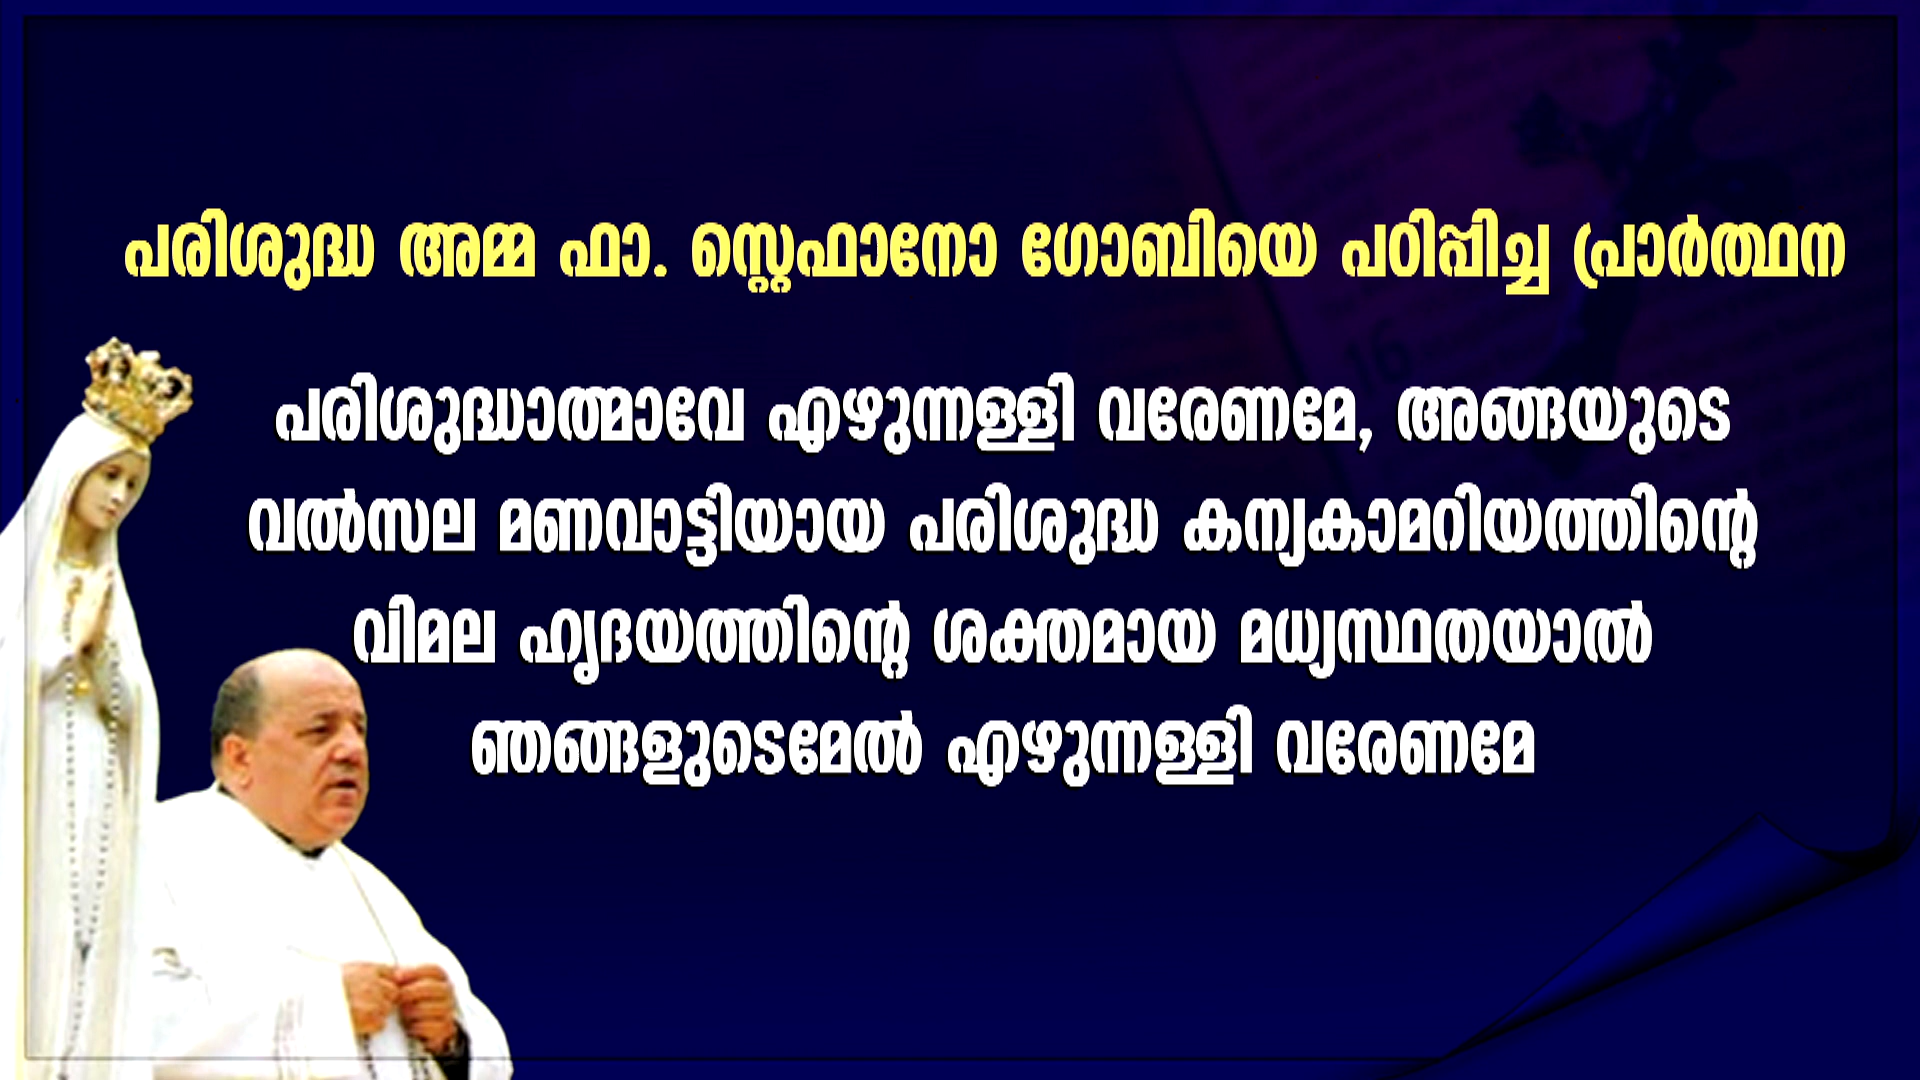 പരിശുദ്ധ അമ്മ ഫാ. സ്റ്റെഫാനോ ഗോബിയെ പഠിപ്പിച്ച പ്രാർത്ഥന
പരിശുദ്ധാത്മാവേ എഴുന്നള്ളി വരേണമേ, അങ്ങയുടെ
വൽസല മണവാട്ടിയായ പരിശുദ്ധ കന്യകാമറിയത്തിന്റെ
വിമല ഹൃദയത്തിന്റെ ശക്തമായ മധ്യസ്ഥതയാൽ
ഞങ്ങളുടെമേൽ എഴുന്നള്ളി വരേണമേ
16